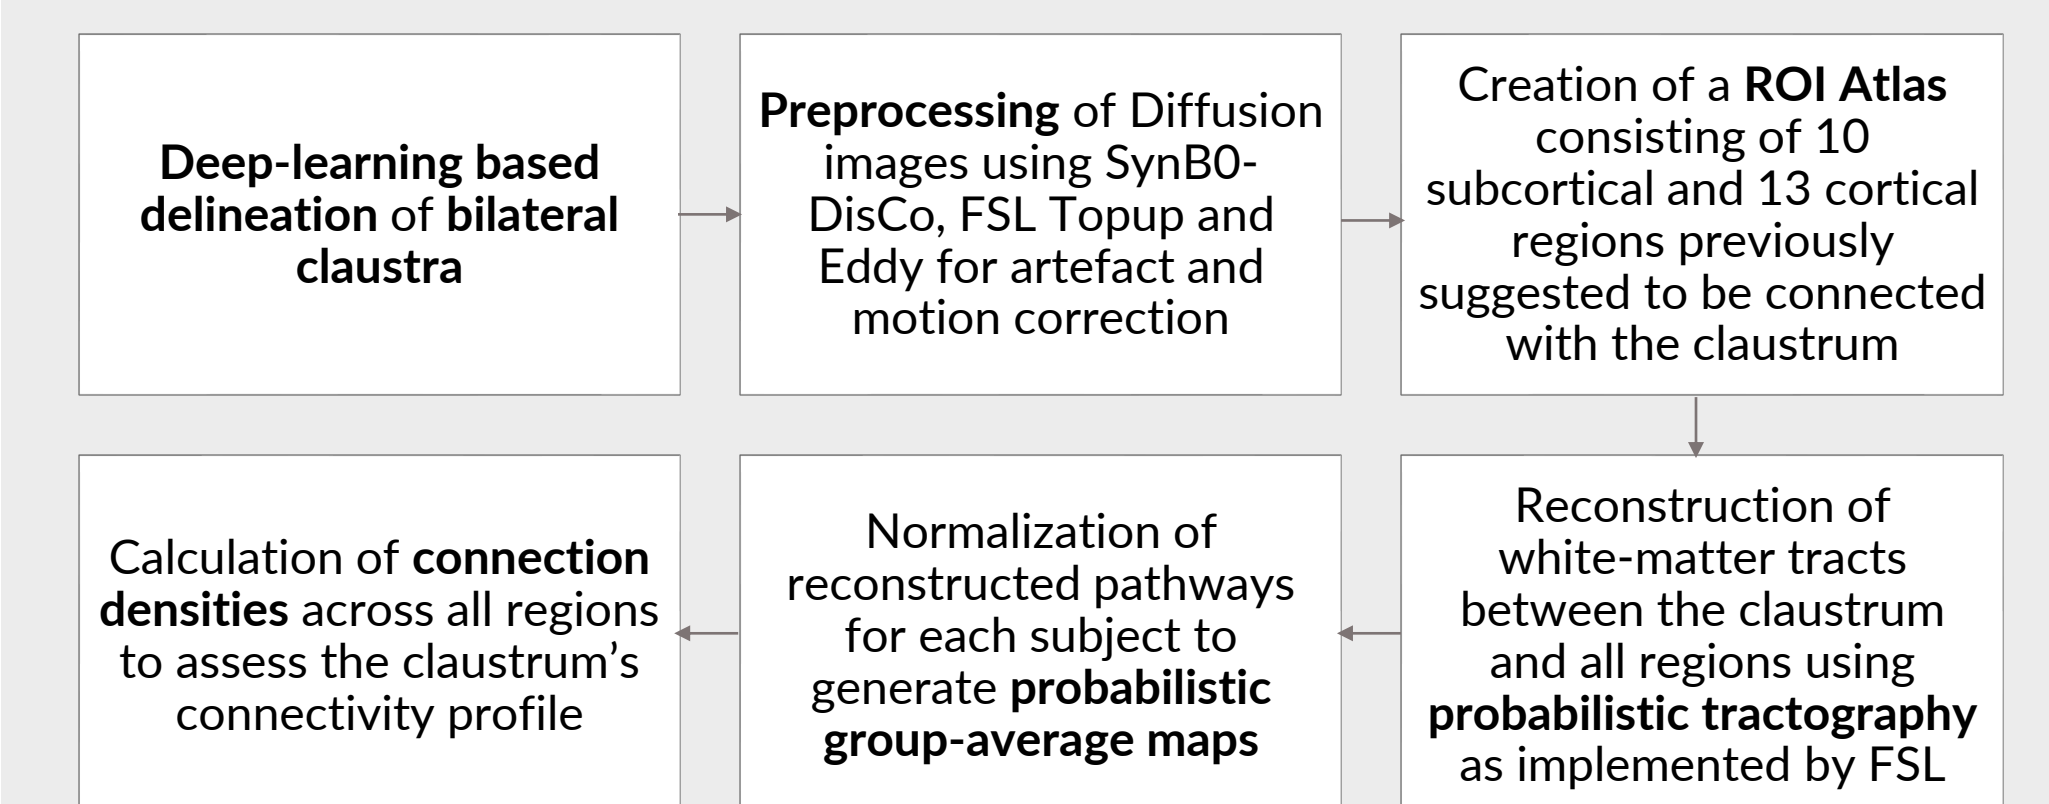 Deep-learning based
delineation of bilateral
claustra
Preprocessing of Diffusion
images using SynB0-
DisCo, FSL Topup and
Eddy for artefact and
motion correction
Creation of a ROI Atlas
consisting of 10
subcortical and 13 cortical
regions previously
suggested to be connected
with the claustrum
Reconstruction of
white-matter tracts
between the claustrum
and all regions using
probabilistic tractography
as implemented by FSL
Normalization of
reconstructed pathways
for each subject to
generate probabilistic
group-average maps
Calculation of connection
densities across all regions
to assess the claustrum’s
connectivity profile